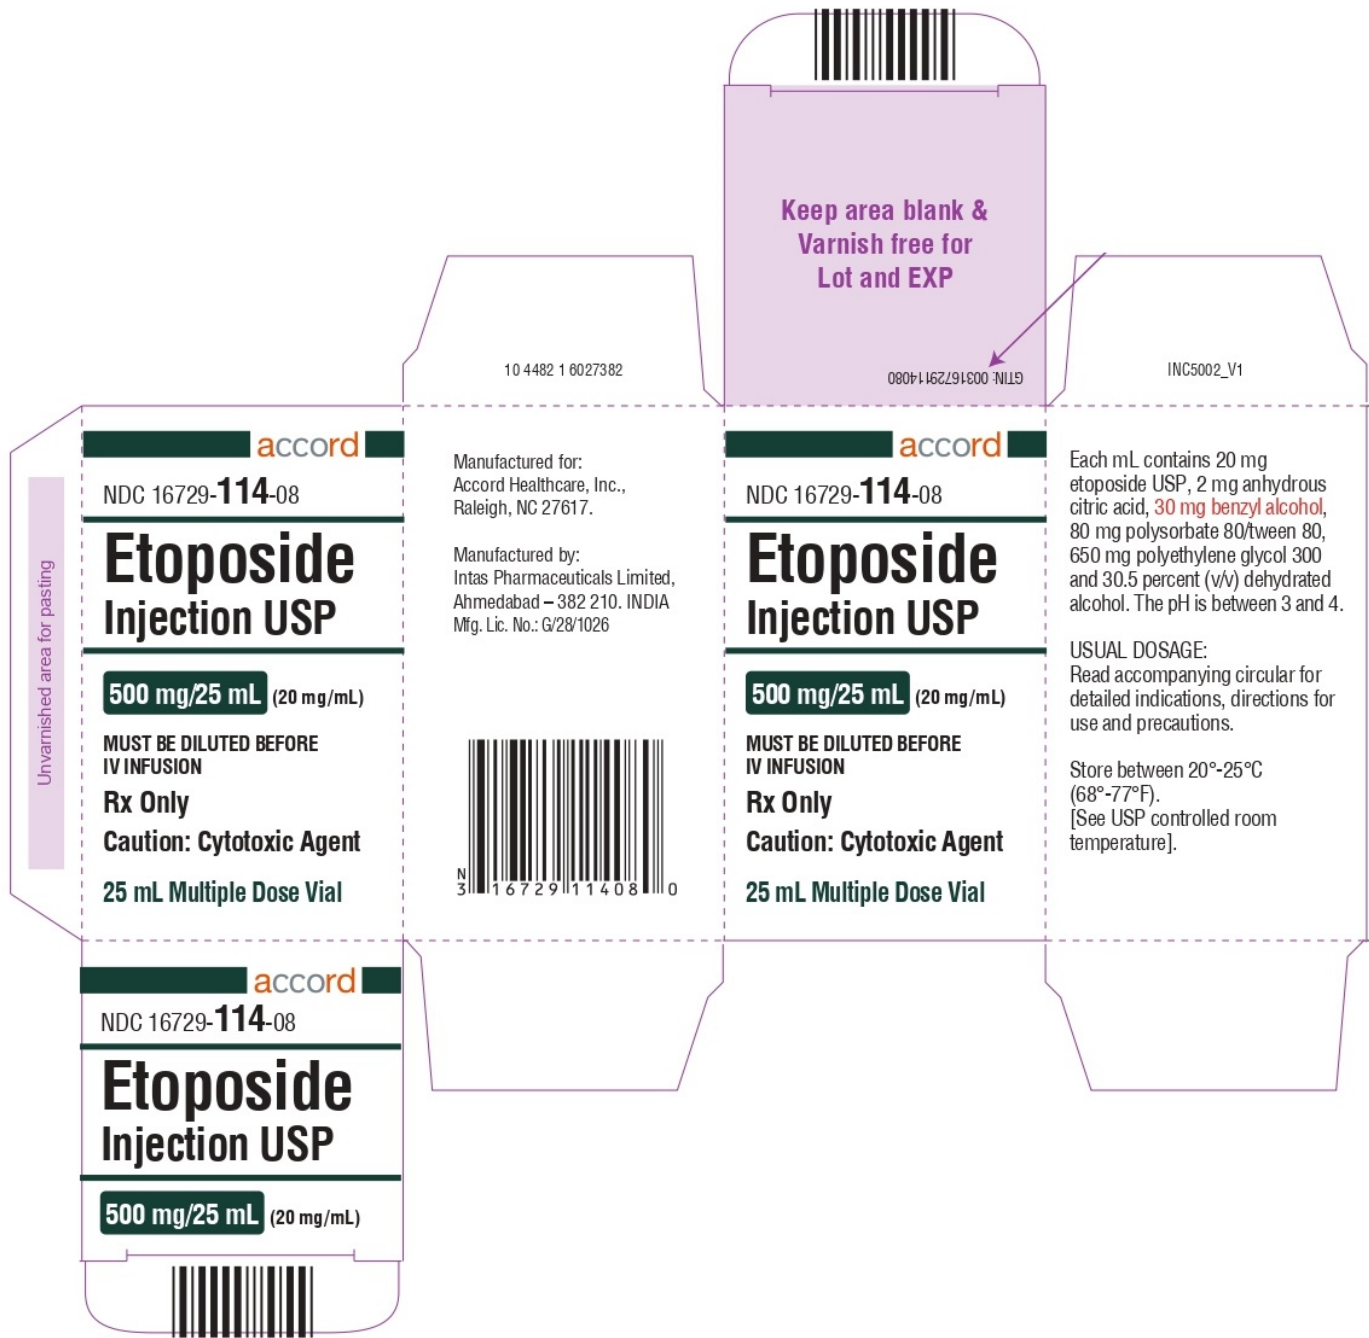 Keep area blank &
Varnish free for
Lot and EXP
GTIN: 00316729114080
10 4482 1 6027382
INC5002_V1
Unvarnished area for pasting
accord
NDC 16729-114-08
Etoposide
Injection USP
500 mg/25 mL (20 mg/mL)
MUST BE DILUTED BEFORE
IV INFUSION
Rx Only
Caution: Cytotoxic Agent
25 mL Multiple Dose Vial
Manufactured for:
Accord Healthcare, Inc.,
Raleigh, NC 27617.
Manufactured by:
Intas Pharmaceuticals Limited,
Ahmedabad – 382 210. INDIA
Mfg. Lic. No.: G/28/1026
N
3 16729 11408 0
accord
NDC 16729-114-08
Etoposide
Injection USP
500 mg/25 mL (20 mg/mL)
MUST BE DILUTED BEFORE
IV INFUSION
Rx Only
Caution: Cytotoxic Agent
25 mL Multiple Dose Vial
Each mL contains 20 mg
etoposide USP, 2 mg anhydrous
citric acid, 30 mg benzyl alcohol,
80 mg polysorbate 80/tween 80,
650 mg polyethylene glycol 300
and 30.5 percent (v/v) dehydrated
alcohol. The pH is between 3 and 4.
USUAL DOSAGE:
Read accompanying circular for
detailed indications, directions for
use and precautions.
Store between 20°-25°C
(68°-77°F).
[See USP controlled room
temperature].
accord
NDC 16729-114-08
Etoposide
Injection USP
500 mg/25 mL (20 mg/mL)